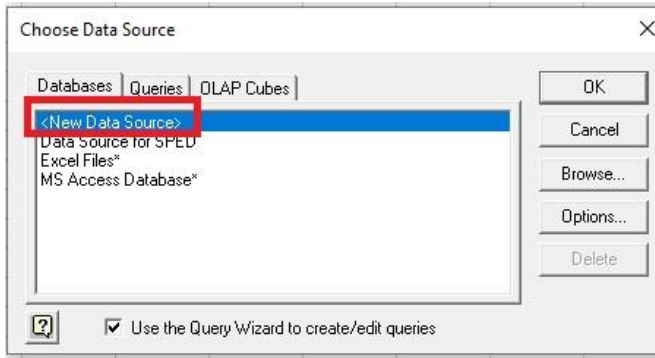 Choose Data Source
Databases Queries OLAP Cubes
<New Data Source>
Data Source for SPED
Excel Files*
MS Access Database*
OK
Cancel
Browse...
Options...
Delete
Use the Query Wizard to create/edit queries